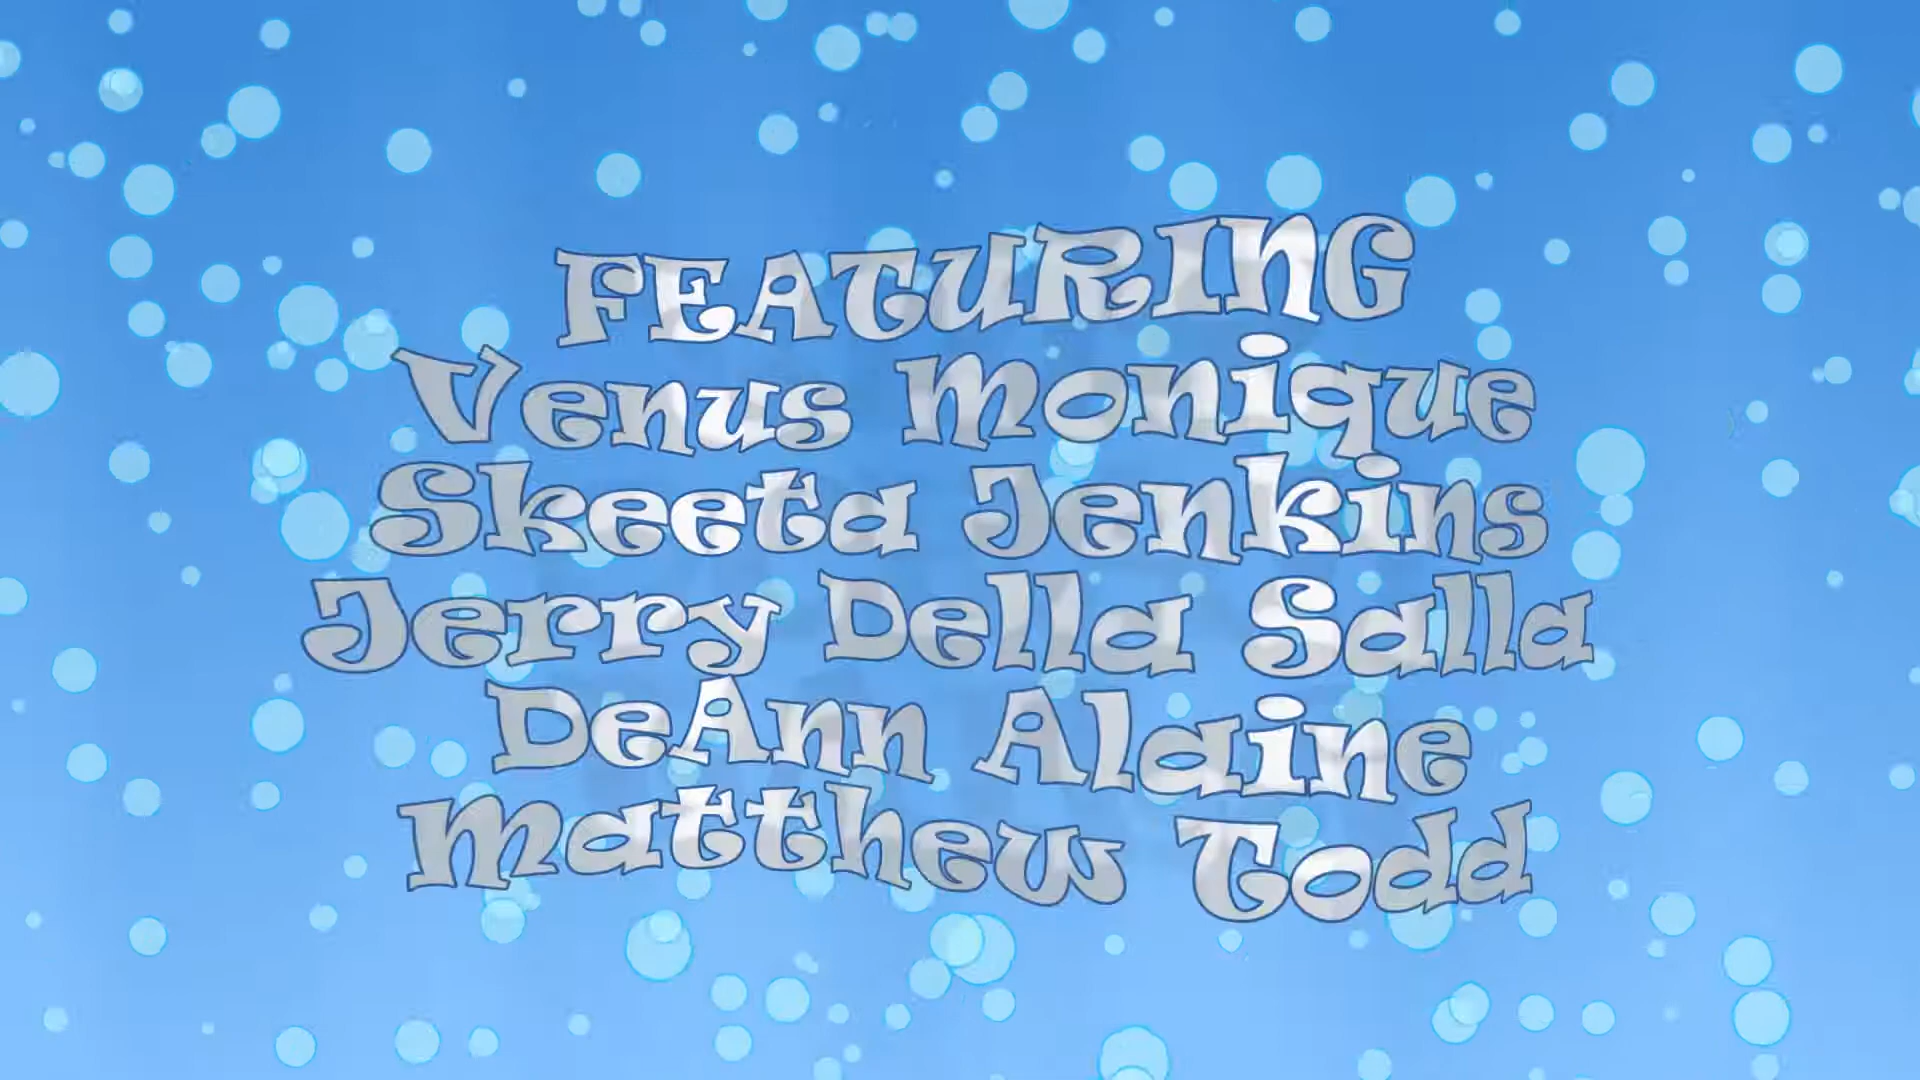 FEATURING
Venus Monique
Skeeta Jenkins
Jerry Della Salla
DeAnn Alaine
Matthew Todd